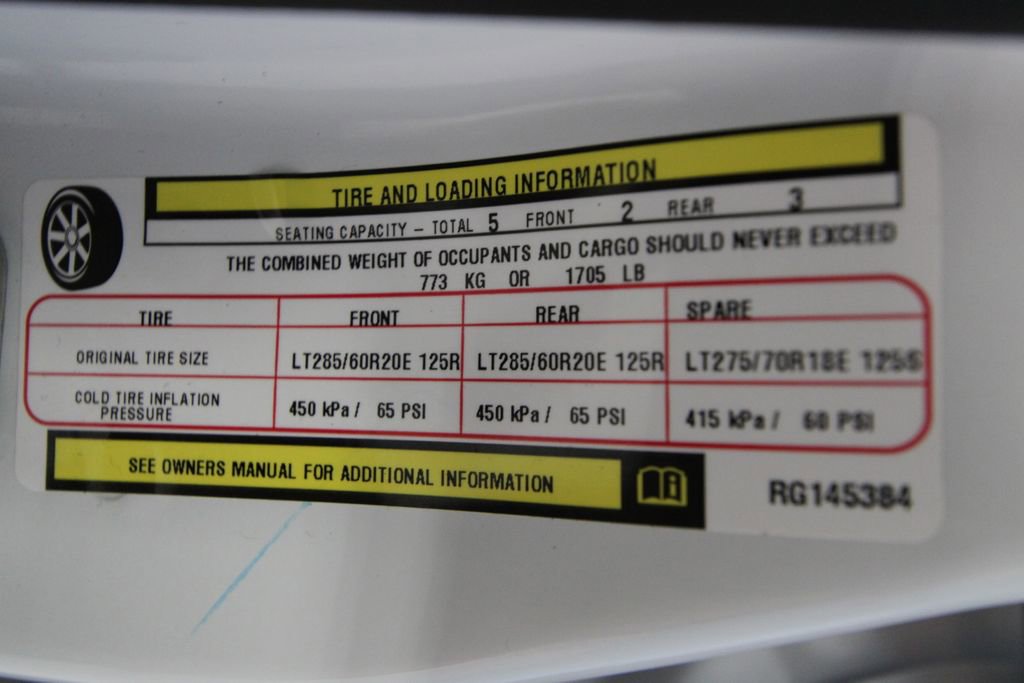 TIRE AND LOADING INFORMATION
SEATING CAPACITY – TOTAL 5 FRONT 2 REAR 3
THE COMBINED WEIGHT OF OCCUPANTS AND CARGO SHOULD NEVER EXCEED
773 KG OR 1705 LB
TIRE FRONT REAR SPARE
ORIGINAL TIRE SIZE LT285/60R20E 125R LT285/60R20E 125R LT275/70R18E 125S
COLD TIRE INFLATION
PRESSURE 450 kPa / 65 PSI 450 kPa / 65 PSI 415 kPa / 60 PSI
SEE OWNERS MANUAL FOR ADDITIONAL INFORMATION
RG145384